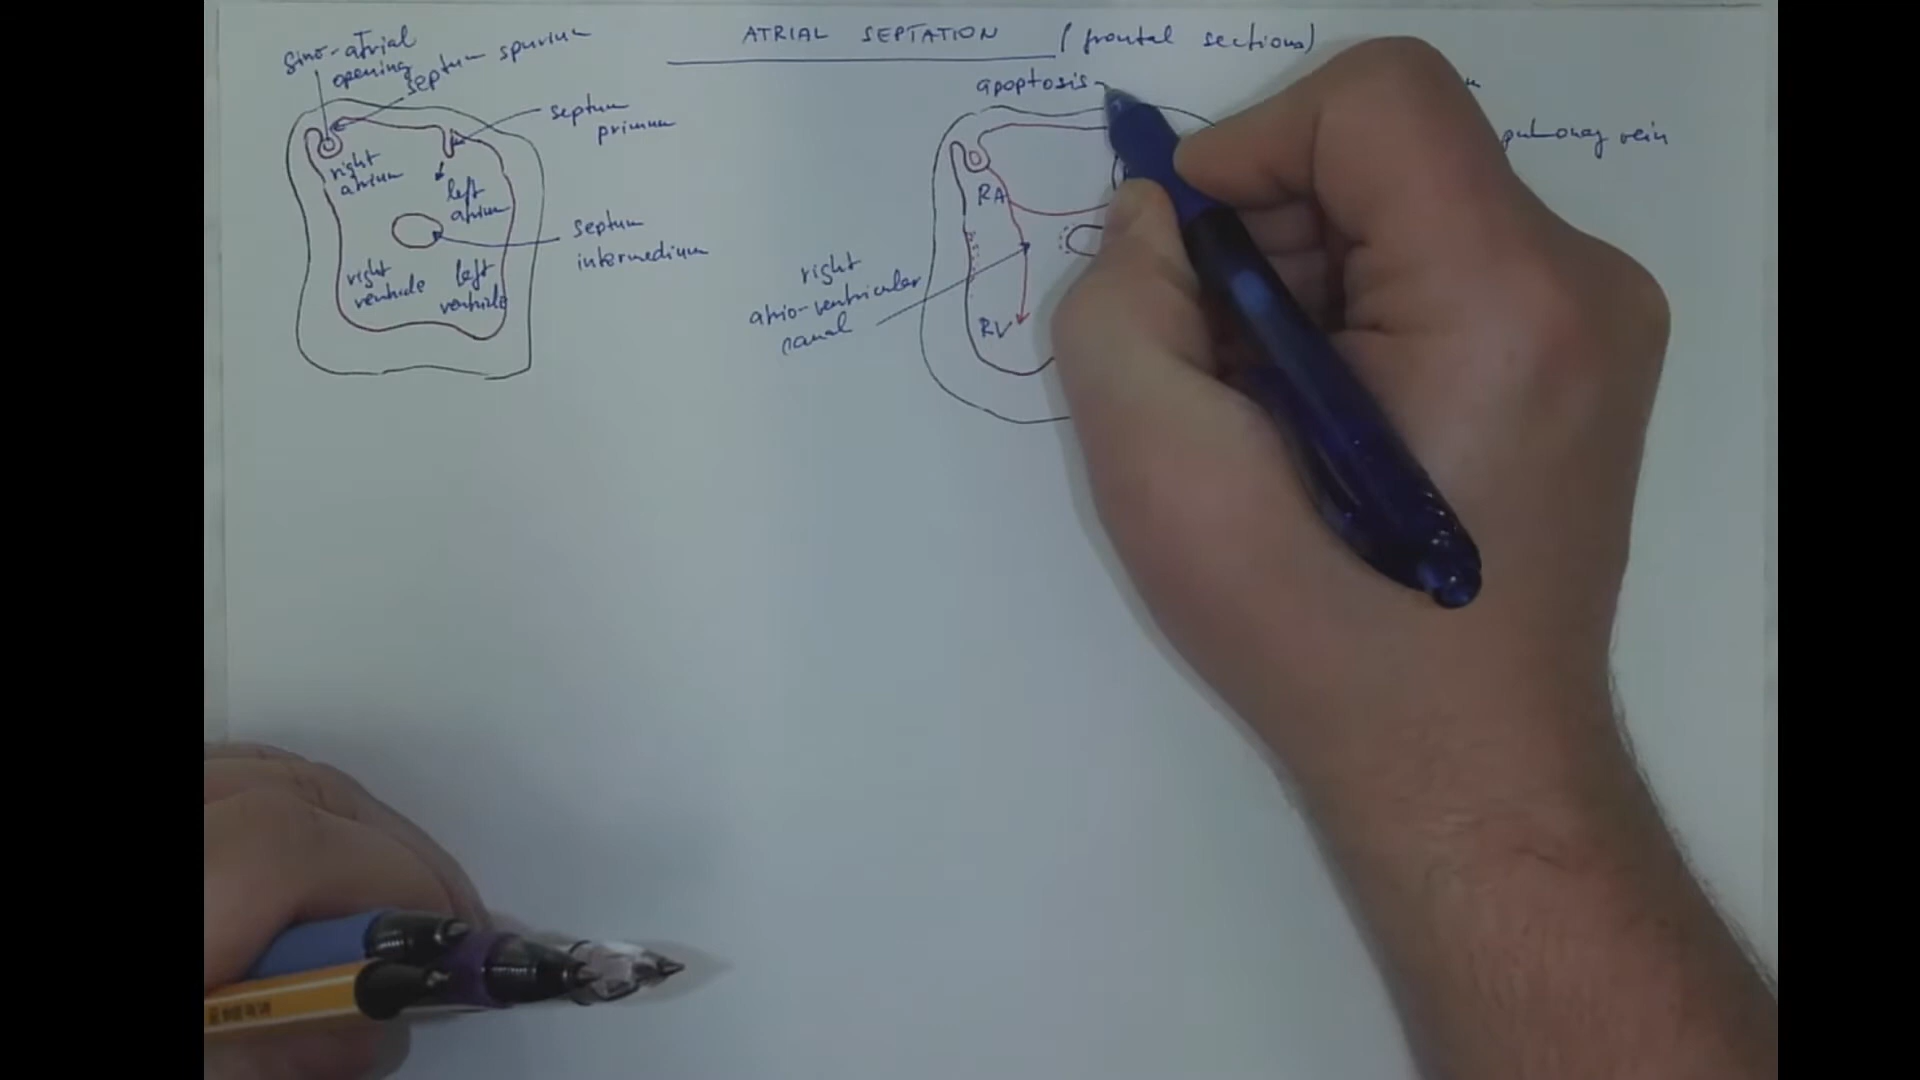 ATRIAL SEPTATION (frontal sections)
sino-atrial
opening
septum spurium
septum
primum
right
atrium
left
atrium
septum
intermedium
right
ventricle
left
ventricle
apoptosis
pulmonary vein
RA
right
atrio-ventricular
canal
RV